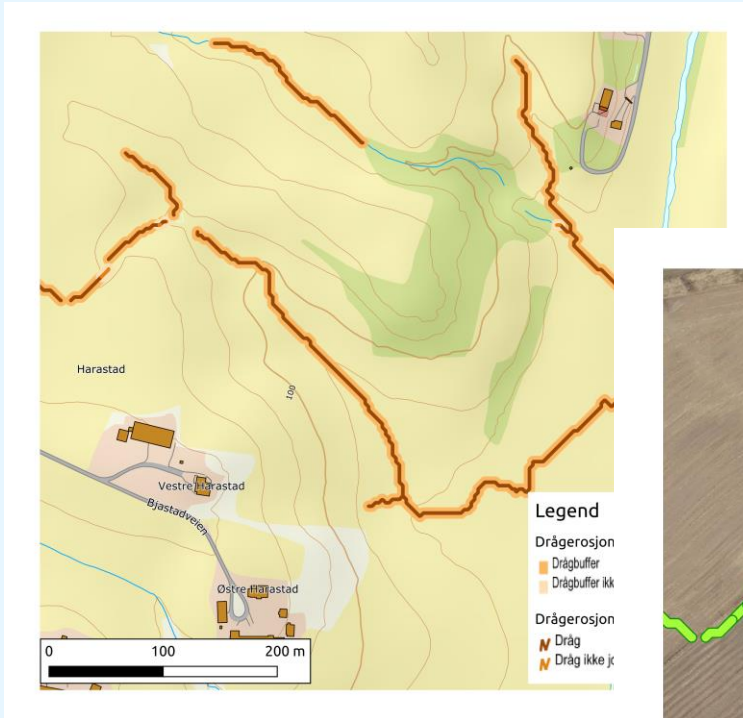 Harastad
100
Vestre Harastad
Bjastadveien
Østre Harastad
0 100 200 m
Legend
Drågerosjon
Drågbuffer
Drågbuffer ikk
Drågerosjon
Dråg
Dråg ikke jo